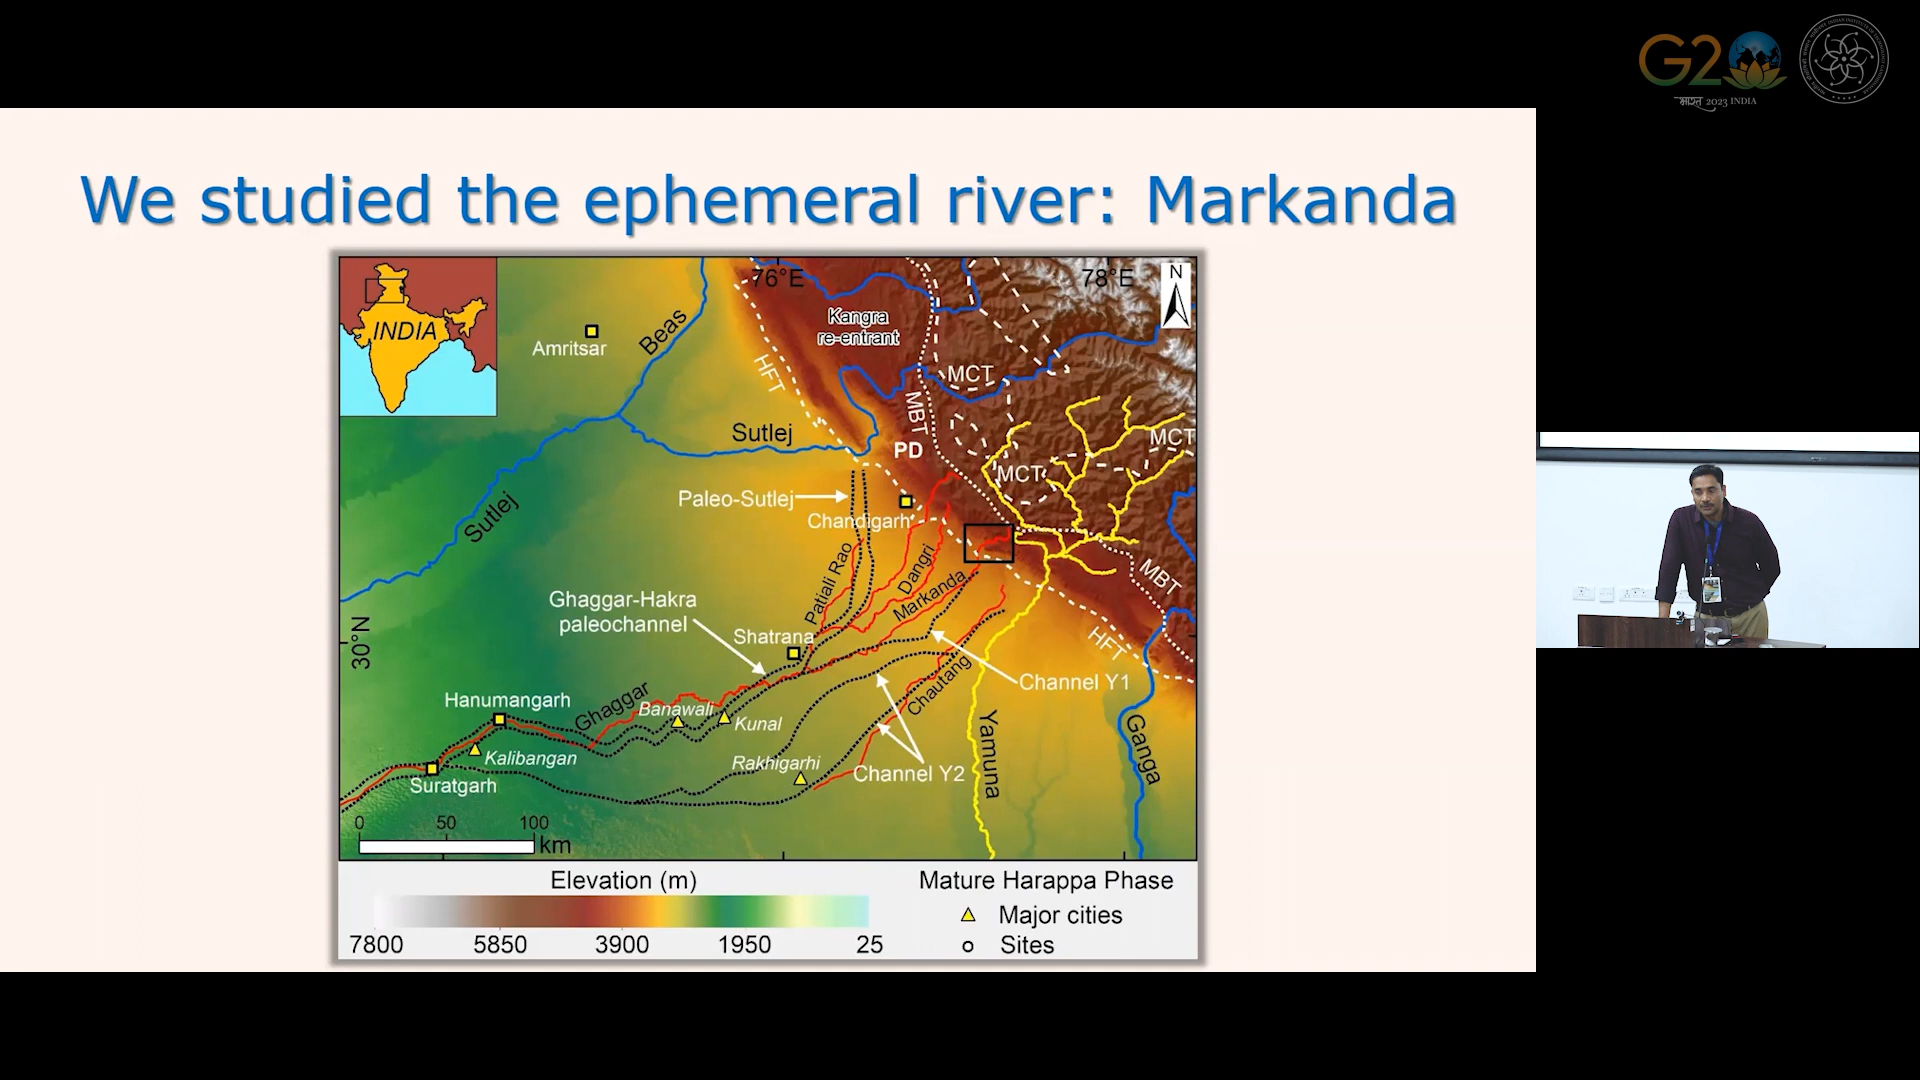 G20
भारत 2023 INDIA
We studied the ephemeral river: Markanda
76°E
78°E
N
INDIA
Amritsar
Beas
Kangra
re-entrant
HFT
MCT
MBT
Sutlej
PD
MCT
MCT
Paleo-Sutlej
Chandigarh
Sutlej
Patiali Rao
Dangri
Markanda
MBT
Ghaggar-Hakra
paleochannel
30°N
Shatrana
HFT
Channel Y1
Chautang
Hanumangarh
Ghaggar
Banawali
Kunal
Kalibangan
Rakhigarhi
Channel Y2
Yamuna
Ganga
Suratgarh
0 50 100
km
Elevation (m)
7800 5850 3900 1950 25
Mature Harappa Phase
Major cities
Sites